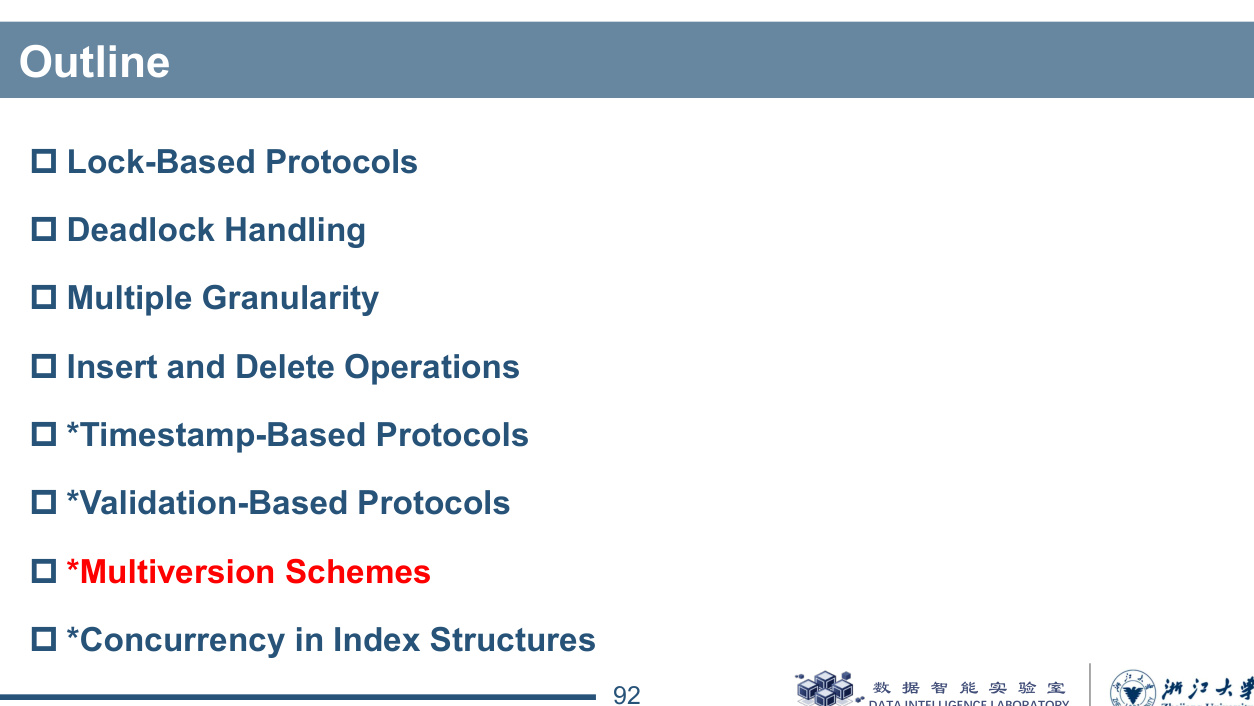 Outline
Lock-Based Protocols
Deadlock Handling
Multiple Granularity
Insert and Delete Operations
*Timestamp-Based Protocols
*Validation-Based Protocols
*Multiversion Schemes
*Concurrency in Index Structures
92
数据智能实验室
DATA INTELLIGENCE LABORATORY
浙江大学